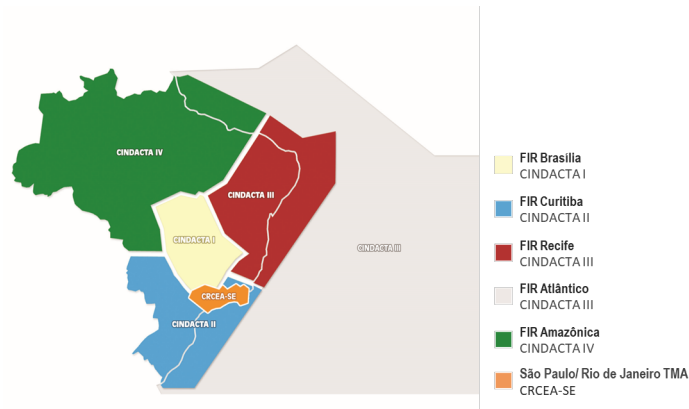 CINDACTA IV
CINDACTA III
CINDACTA I
CINDACTA III
CRCEA-SE
CINDACTA II
FIR Brasília
CINDACTA I
FIR Curitiba
CINDACTA II
FIR Recife
CINDACTA III
FIR Atlântico
CINDACTA III
FIR Amazônica
CINDACTA IV
São Paulo/ Rio de Janeiro TMA
CRCEA-SE